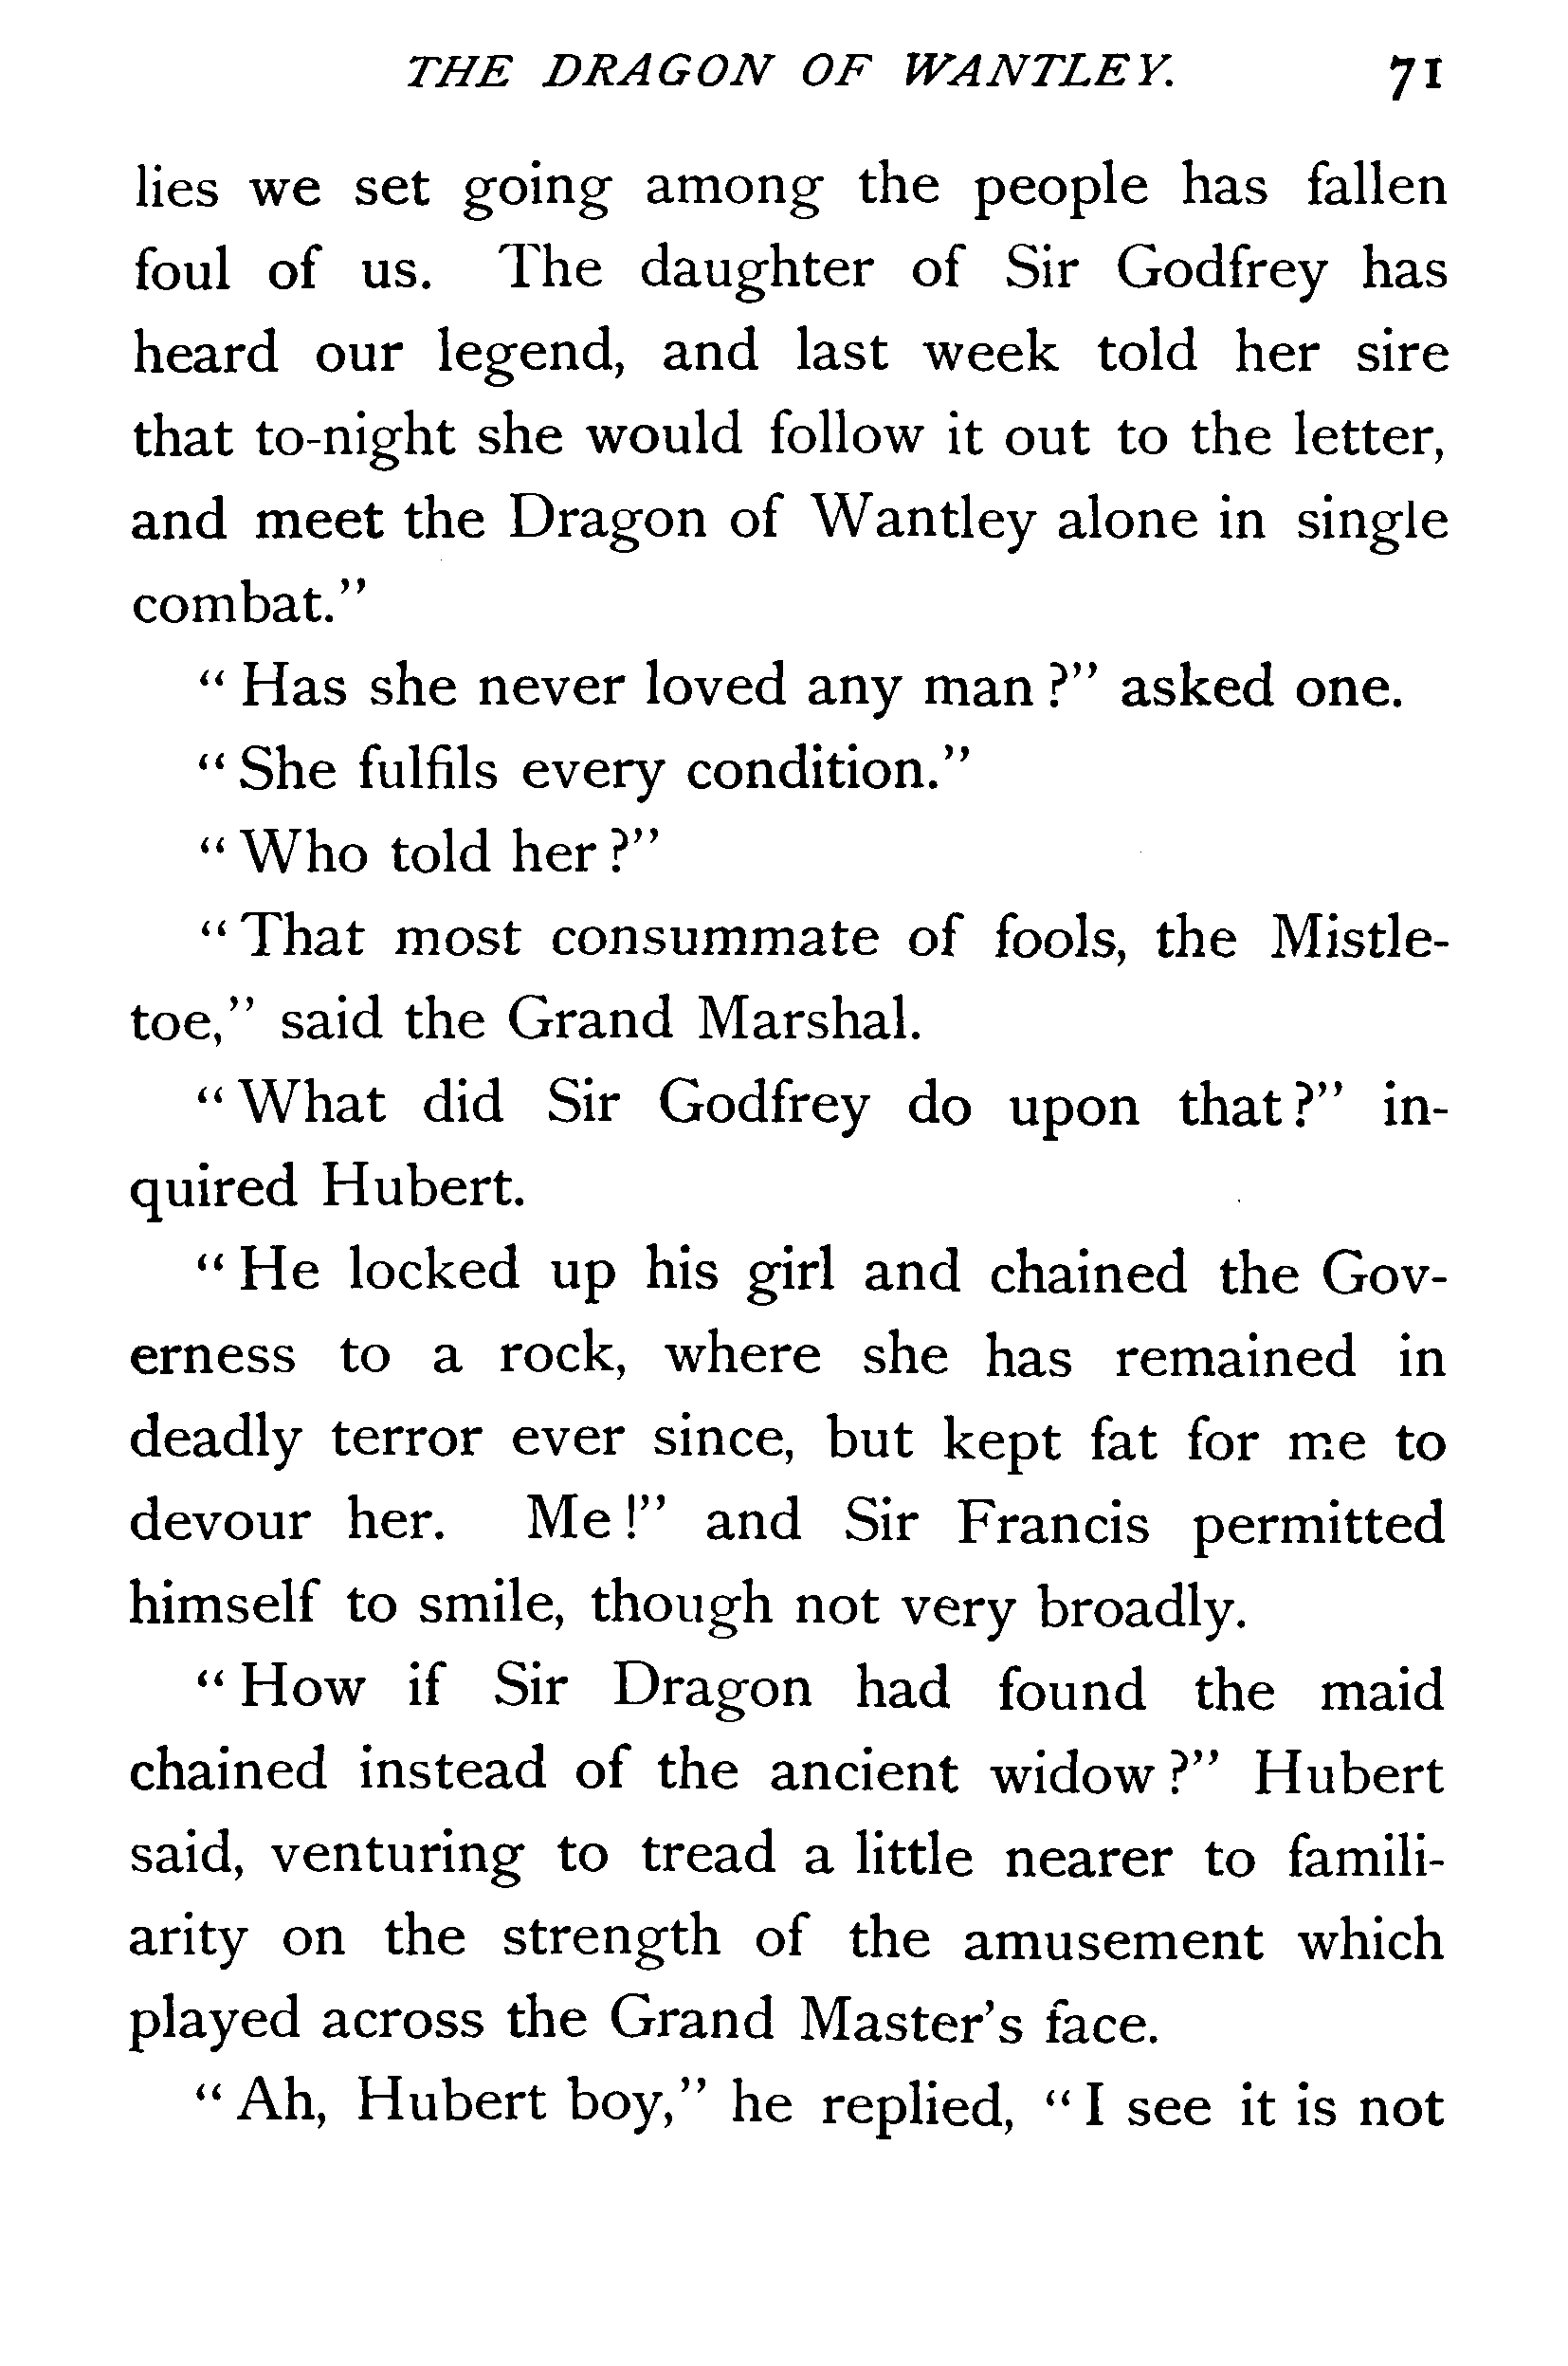 THE DRAGON OF WANTLEY. 71
lies we set going among the people has fallen
foul of us. The daughter of Sir Godfrey has
heard our legend, and last week told her sire
that to-night she would follow it out to the letter,
and meet the Dragon of Wantley alone in single
combat.”
“ Has she never loved any man ?” asked one.
“ She fulfils every condition.”
“ Who told her ?”
“ That most consummate of fools, the Mistle-
toe,” said the Grand Marshal.
“ What did Sir Godfrey do upon that ?” in-
quired Hubert.
“ He locked up his girl and chained the Gov-
erness to a rock, where she has remained in
deadly terror ever since, but kept fat for me to
devour her. Me !” and Sir Francis permitted
himself to smile, though not very broadly.
“ How if Sir Dragon had found the maid
chained instead of the ancient widow ?” Hubert
said, venturing to tread a little nearer to famili-
arity on the strength of the amusement which
played across the Grand Master’s face.
“ Ah, Hubert boy,” he replied, “ I see it is not